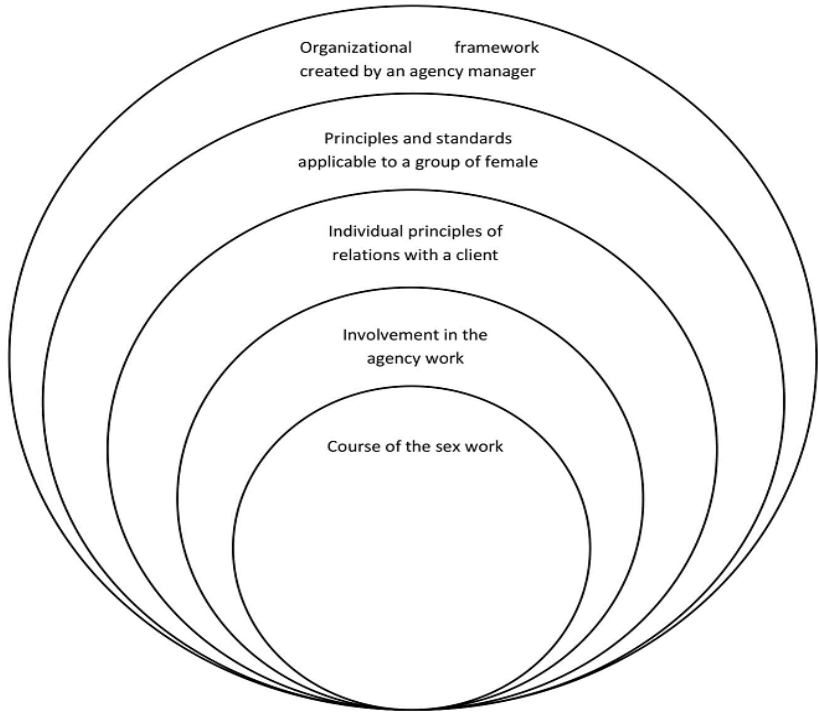 Organizational framework
created by an agency manager
Principles and standards
applicable to a group of female
Individual principles of
relations with a client
Involvement in the
agency work
Course of the sex work